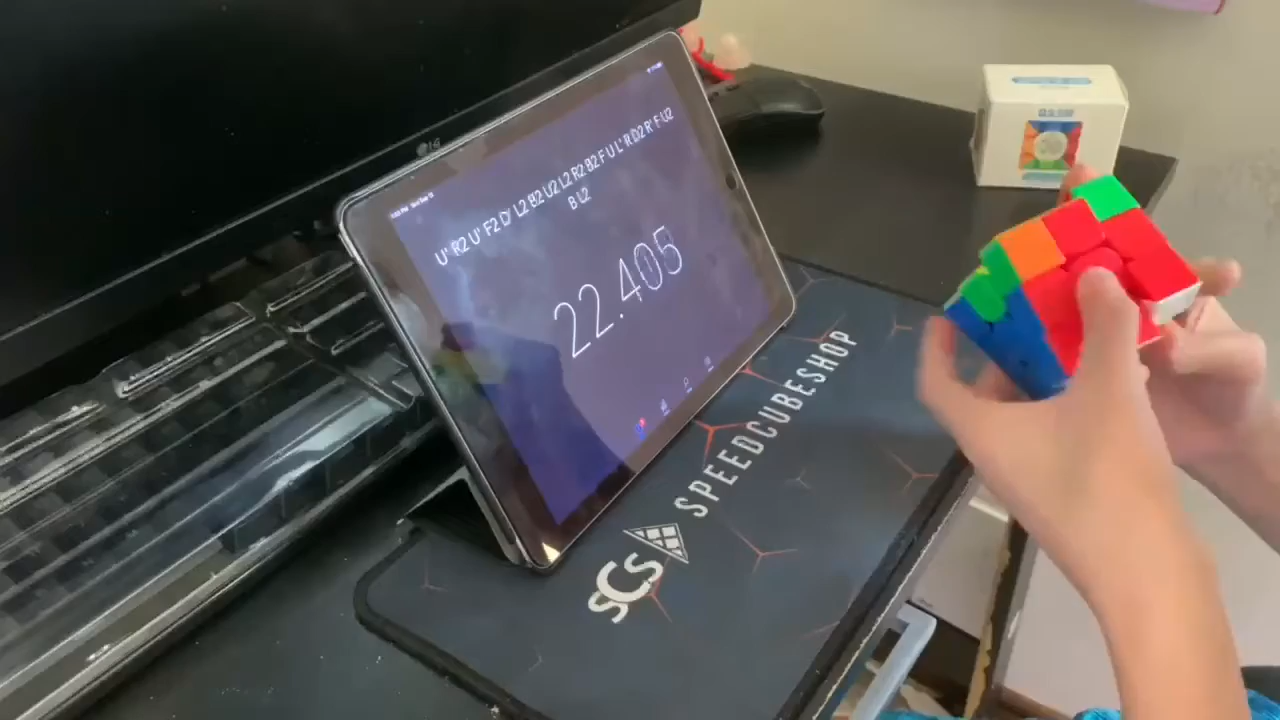 LG
U' R2 U' F2 D' L2 B2 U2 L2 R2 B2 F U L' R D2 R' F U2
B L2
22.405
SPEEDCUBESHOP
SCS